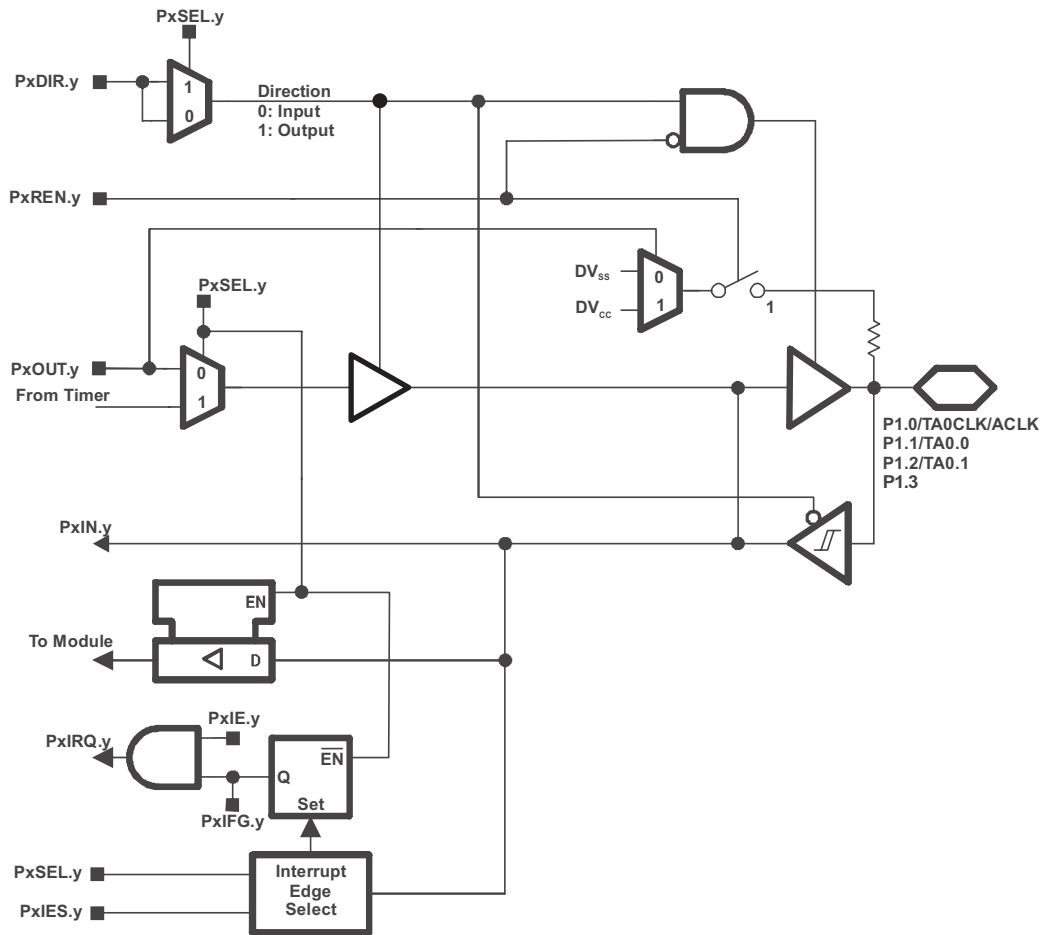 PxSEL.y
PxDIR.y
1
0
Direction
0: Input
1: Output
PxREN.y
DVSS
DVCC
0
1
1
PxSEL.y
PxOUT.y
0
From Timer
1
P1.0/TA0CLK/ACLK
P1.1/TA0.0
P1.2/TA0.1
P1.3
PxIN.y
EN
To Module
D
PxIE.y
PxIRQ.y
EN
Q
Set
PxIFG.y
PxSEL.y
PxIES.y
Interrupt
Edge
Select